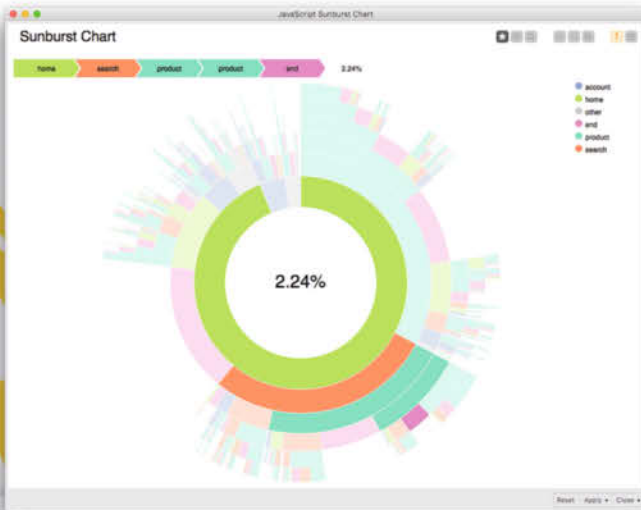 JavaScript Sunburst Chart
Sunburst Chart
home search product product end 2.24%
account
home
other
end
product
search
2.24%
Reset Apply Close